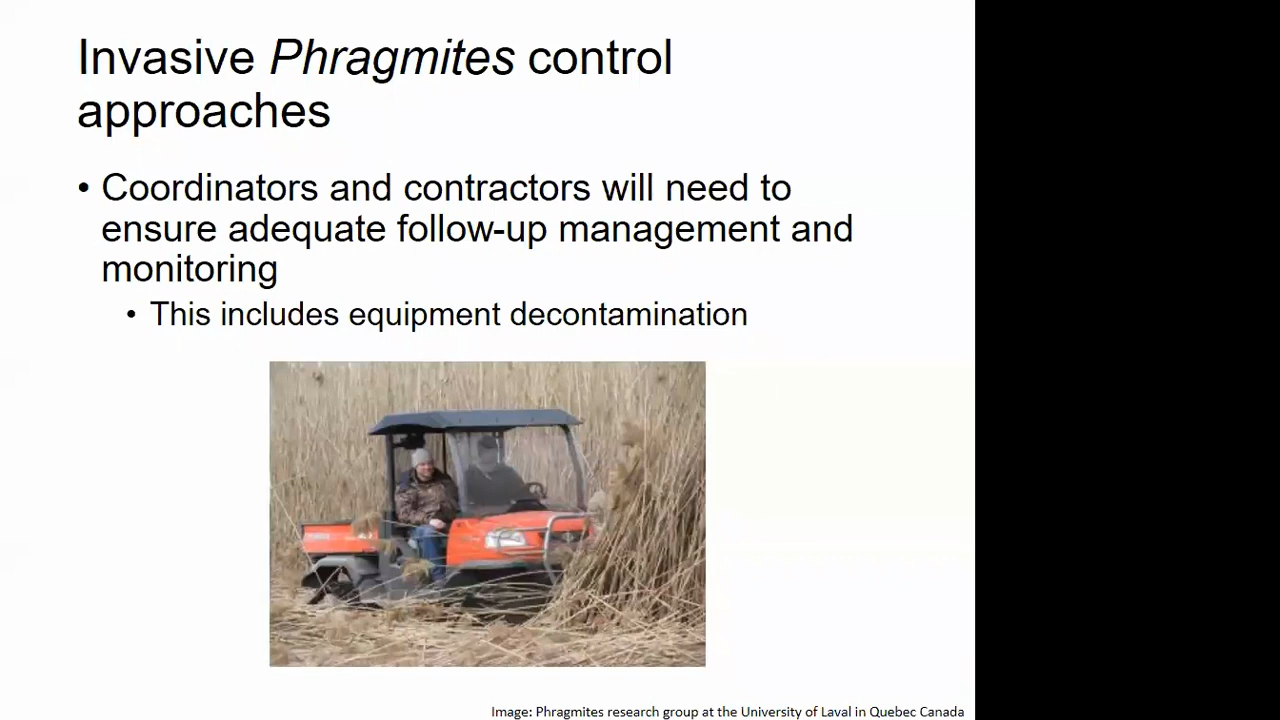 Invasive Phragmites control
approaches
• Coordinators and contractors will need to
ensure adequate follow-up management and
monitoring
• This includes equipment decontamination
Image: Phragmites research group at the University of Laval in Quebec Canada